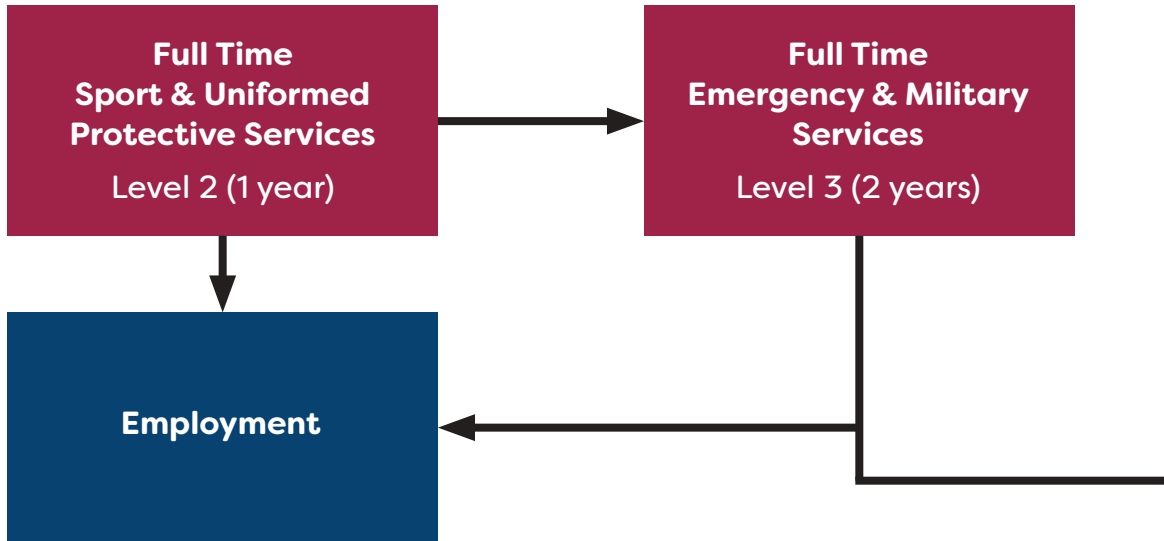 Full Time
Sport & Uniformed
Protective Services
Level 2 (1 year)
Full Time
Emergency & Military
Services
Level 3 (2 years)
Employment